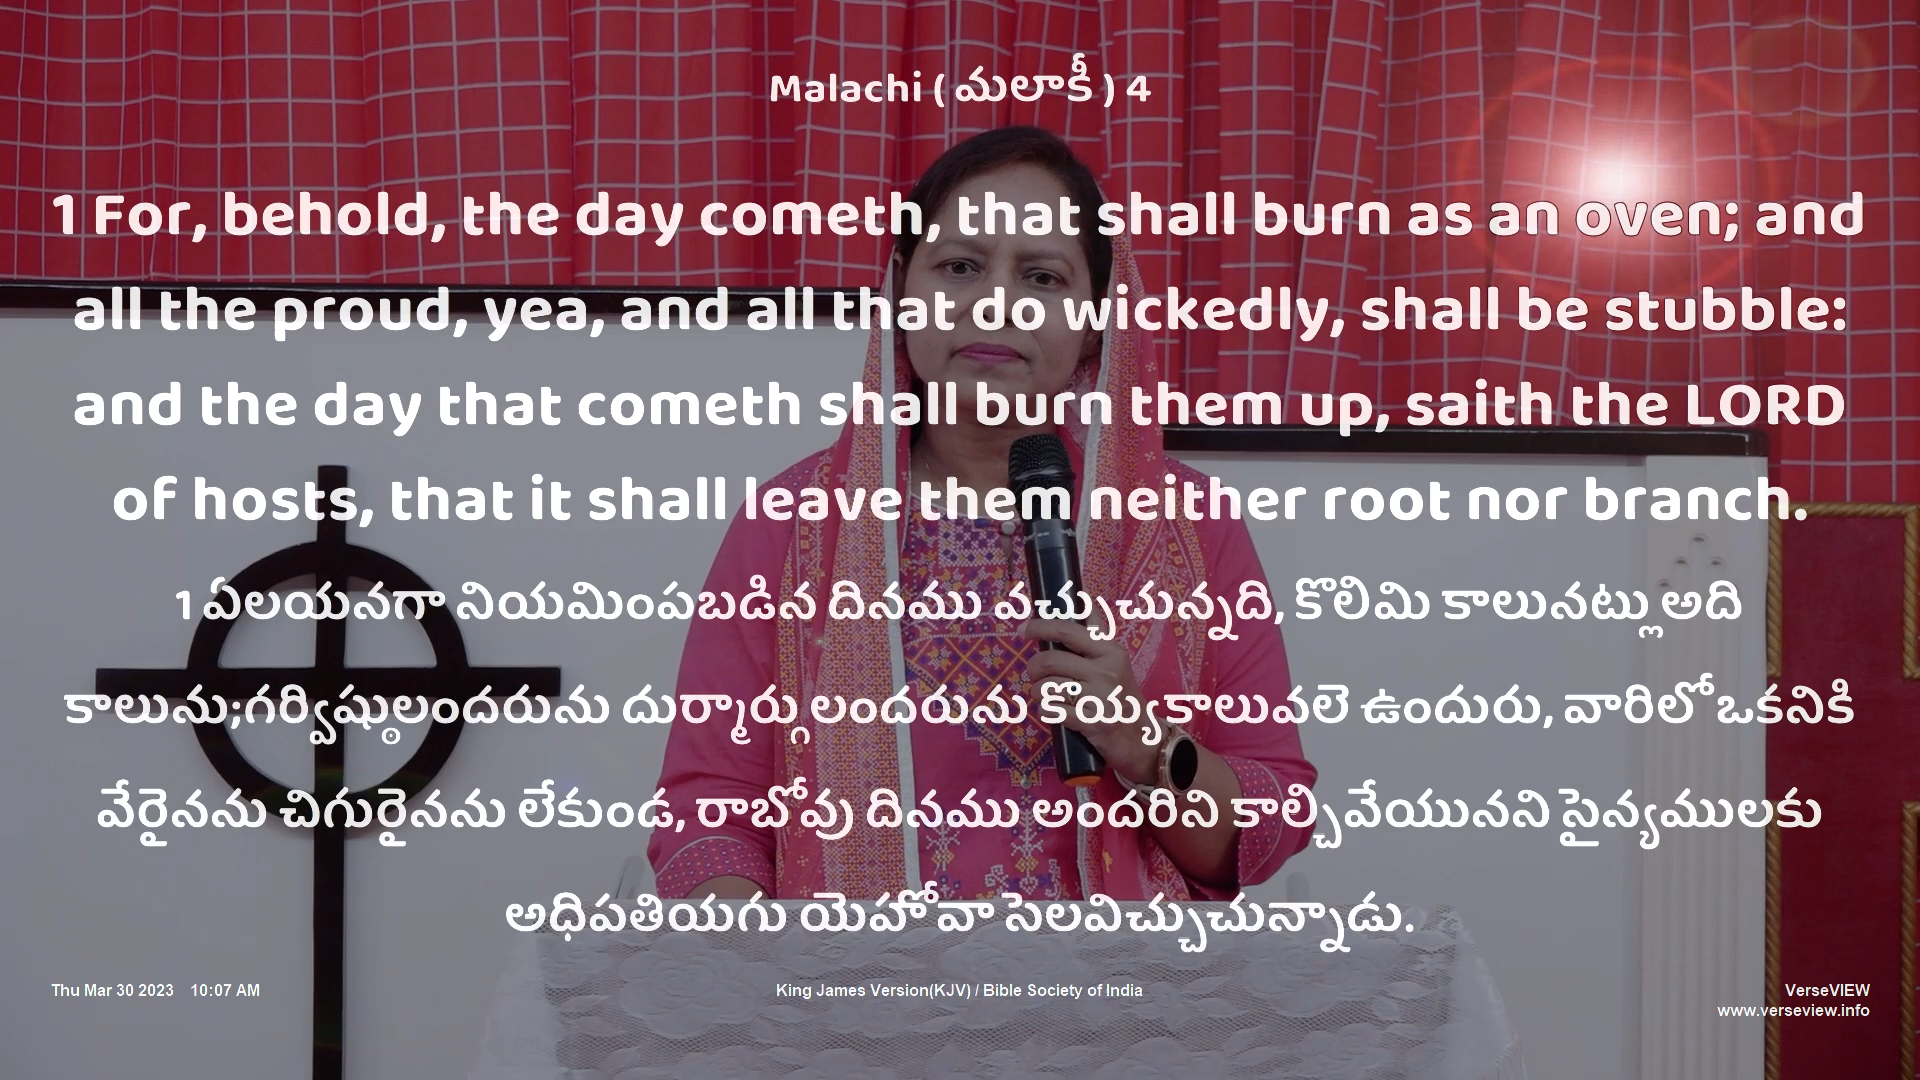 Malachi ( మలాకీ ) 4
1 For, behold, the day cometh, that shall burn as an oven; and
all the proud, yea, and all that do wickedly, shall be stubble:
and the day that cometh shall burn them up, saith the LORD
of hosts, that it shall leave them neither root nor branch.
1 ఏలయనగా నియమింపబడిన దినము వచ్చుచున్నది, కొలిమి కాలునట్లు అది
కాలును;గర్విష్ఠులందరును దుర్మార్గు లందరును కొయ్యకాలువలె ఉందురు, వారిలో ఒకనికి
వేరైనను చిగురైనను లేకుండ, రాబోవు దినము అందరిని కాల్చివేయునని సైన్యములకు
అధిపతియగు యెహోవా సెలవిచ్చుచున్నాడు.
Thu Mar 30 2023 10:07 AM
King James Version(KJV) / Bible Society of India
VerseVIEW
www.verseview.info